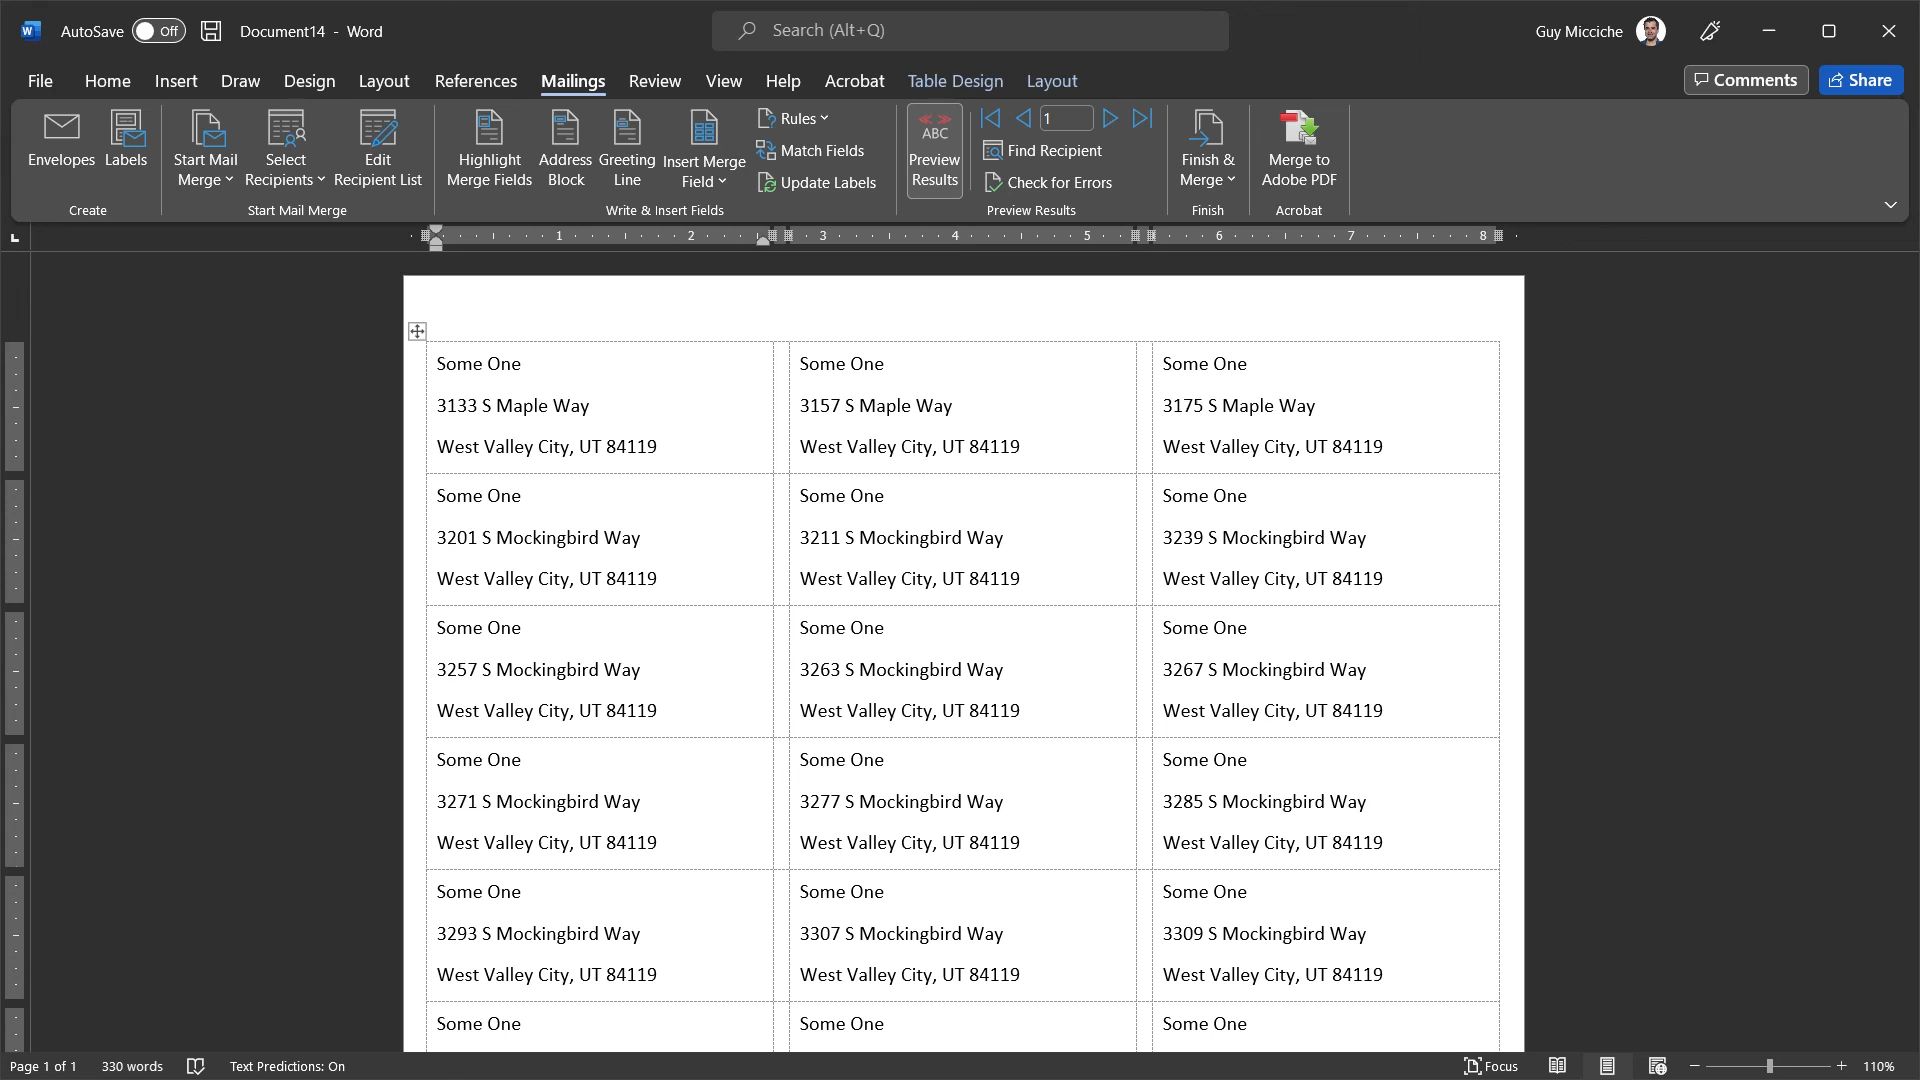 AutoSave Off Document14 - Word Search (Alt+Q) Guy Micciche
File Home Insert Draw Design Layout References Mailings Review View Help Acrobat Table Design Layout Comments Share
Envelopes
Labels
Create
Start Mail
Merge
Select
Recipients
Edit
Recipient List
Start Mail Merge
Highlight
Merge Fields
Address
Block
Greeting
Line
Insert Merge
Field
Rules
Match Fields
Update Labels
Write & Insert Fields
ABC
Preview
Results
1
Find Recipient
Check for Errors
Preview Results
Finish &
Merge
Finish
Merge to
Adobe PDF
Acrobat
1 2 3 4 5 6 7 8
Some One
3133 S Maple Way
West Valley City, UT 84119
Some One
3157 S Maple Way
West Valley City, UT 84119
Some One
3175 S Maple Way
West Valley City, UT 84119
Some One
3201 S Mockingbird Way
West Valley City, UT 84119
Some One
3211 S Mockingbird Way
West Valley City, UT 84119
Some One
3239 S Mockingbird Way
West Valley City, UT 84119
Some One
3257 S Mockingbird Way
West Valley City, UT 84119
Some One
3263 S Mockingbird Way
West Valley City, UT 84119
Some One
3267 S Mockingbird Way
West Valley City, UT 84119
Some One
3271 S Mockingbird Way
West Valley City, UT 84119
Some One
3277 S Mockingbird Way
West Valley City, UT 84119
Some One
3285 S Mockingbird Way
West Valley City, UT 84119
Some One
3293 S Mockingbird Way
West Valley City, UT 84119
Some One
3307 S Mockingbird Way
West Valley City, UT 84119
Some One
3309 S Mockingbird Way
West Valley City, UT 84119
Some One
Some One
Some One
Page 1 of 1 330 words Text Predictions: On Focus 110%